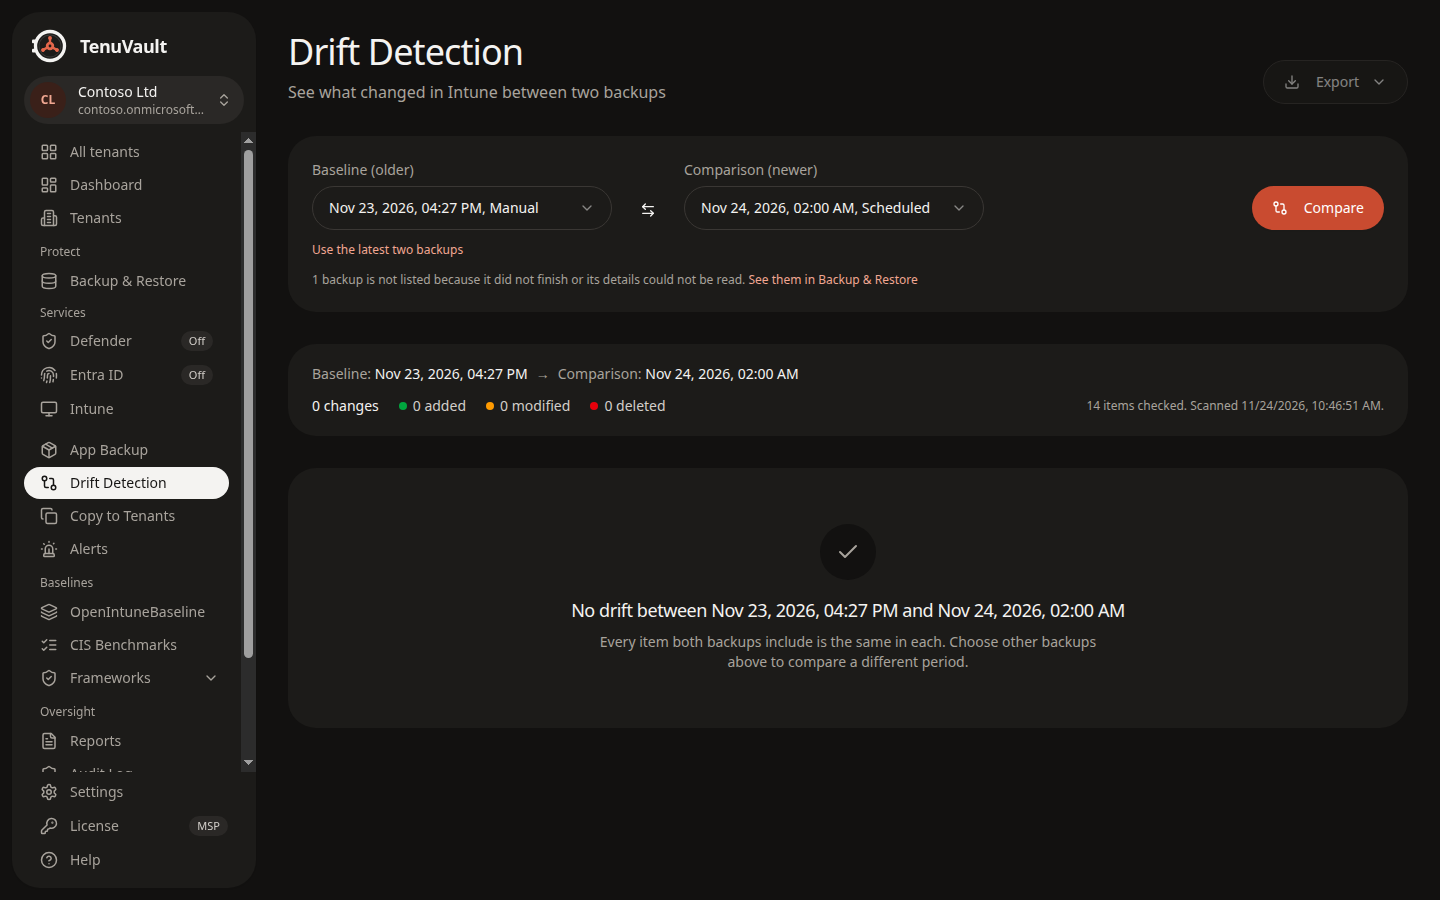 TenuVault
CL
Contoso Ltd
contoso.onmicrosoft...
All tenants
Dashboard
Tenants
Protect
Backup & Restore
Services
Defender
Off
Entra ID
Off
Intune
App Backup
Drift Detection
Copy to Tenants
Alerts
Baselines
OpenIntuneBaseline
CIS Benchmarks
Frameworks
Oversight
Reports
Audit Log
Settings
License
MSP
Help
Drift Detection
See what changed in Intune between two backups
Export
Baseline (older)
Nov 23, 2026, 04:27 PM, Manual
Comparison (newer)
Nov 24, 2026, 02:00 AM, Scheduled
Compare
Use the latest two backups
1 backup is not listed because it did not finish or its details could not be read. See them in Backup & Restore
Baseline: Nov 23, 2026, 04:27 PM → Comparison: Nov 24, 2026, 02:00 AM
0 changes
0 added
0 modified
0 deleted
14 items checked. Scanned 11/24/2026, 10:46:51 AM.
No drift between Nov 23, 2026, 04:27 PM and Nov 24, 2026, 02:00 AM
Every item both backups include is the same in each. Choose other backups
above to compare a different period.